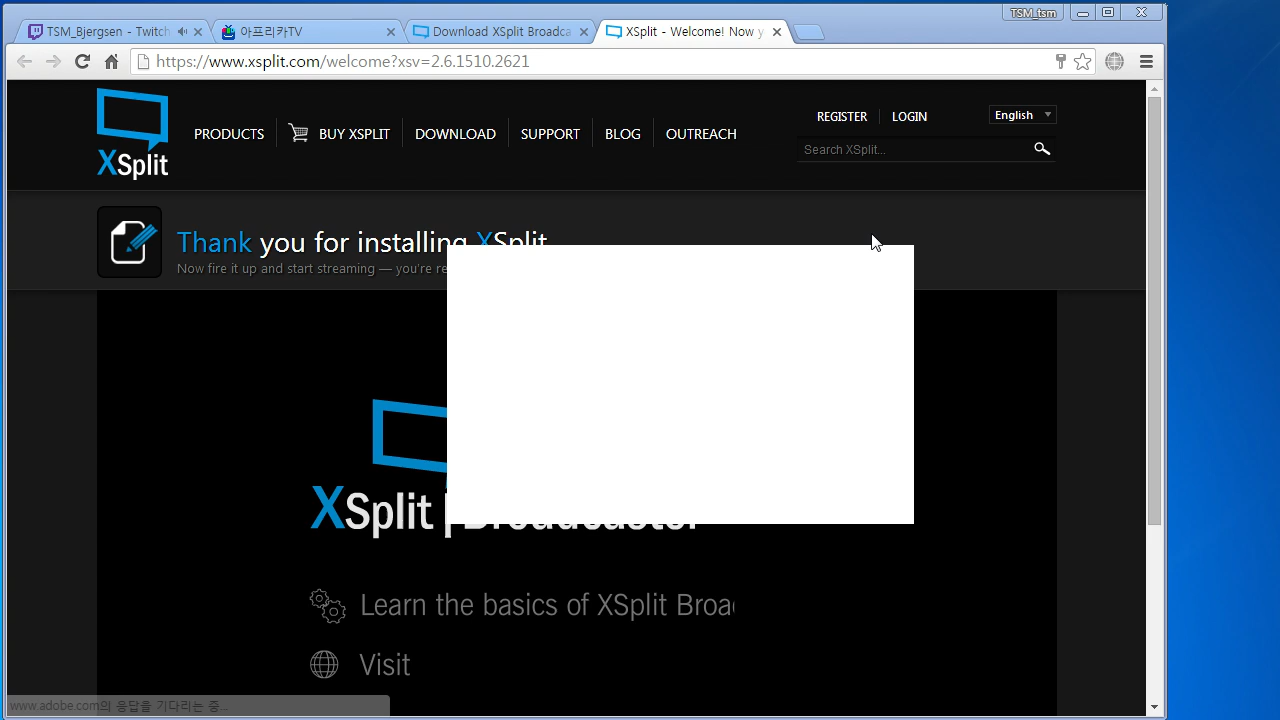 TSM_tsm
TSM_Bjergsen - Twitch
아프리카TV
Download XSplit Broadca
XSplit - Welcome! Now y
https://www.xsplit.com/welcome?xsv=2.6.1510.2621
XSplit
PRODUCTS
BUY XSPLIT
DOWNLOAD
SUPPORT
BLOG
OUTREACH
REGISTER
LOGIN
English
Search XSplit...
Thank you for installing XSplit
Now fire it up and start streaming — you're re
XSplit | Broadcaster
Learn the basics of XSplit Broa
Visit
www.adobe.com의 응답을 기다리는 중...